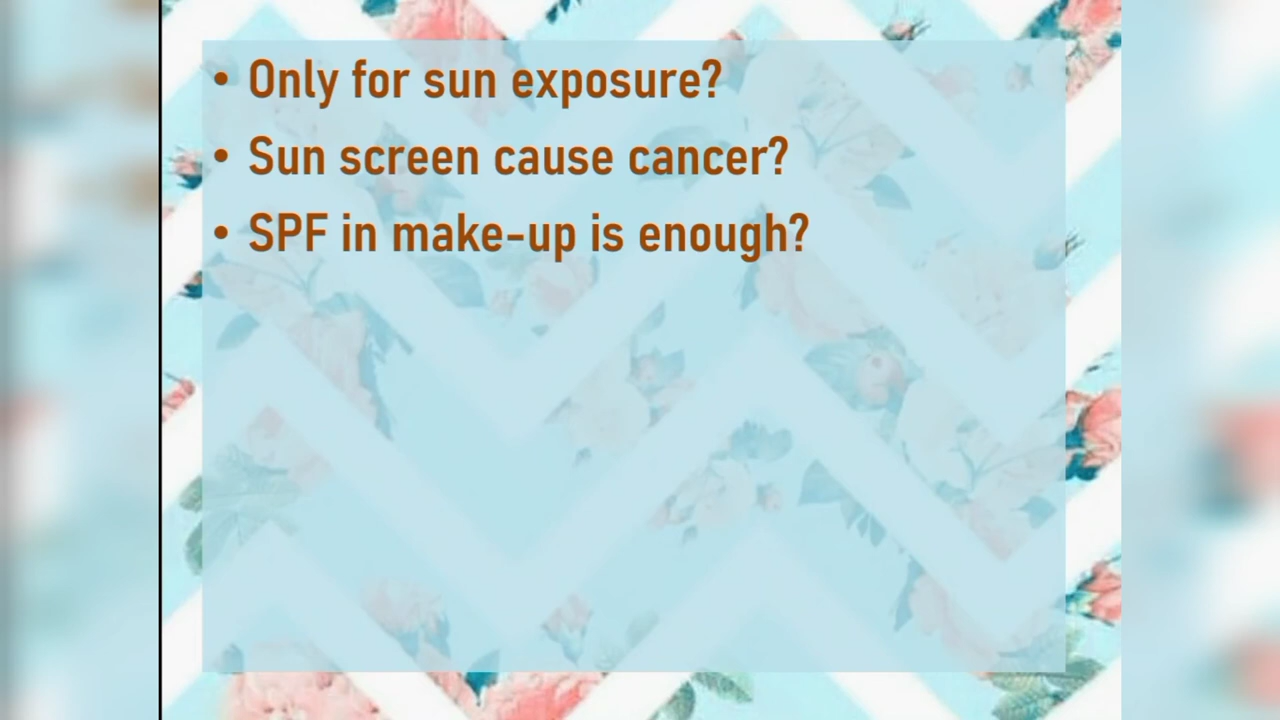 • Only for sun exposure?
• Sun screen cause cancer?
• SPF in make-up is enough?